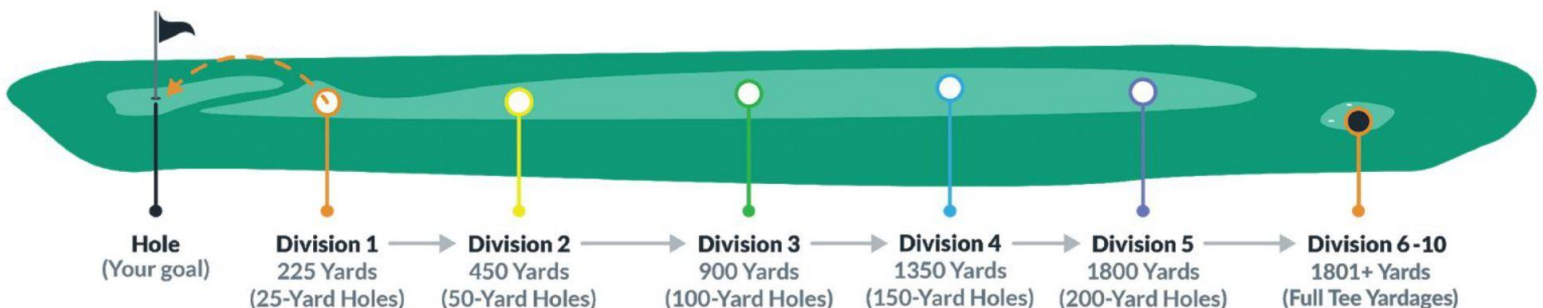 Hole
(Your goal)
Division 1
225 Yards
(25-Yard Holes)
Division 2
450 Yards
(50-Yard Holes)
Division 3
900 Yards
(100-Yard Holes)
Division 4
1350 Yards
(150-Yard Holes)
Division 5
1800 Yards
(200-Yard Holes)
Division 6-10
1801+ Yards
(Full Tee Yardages)